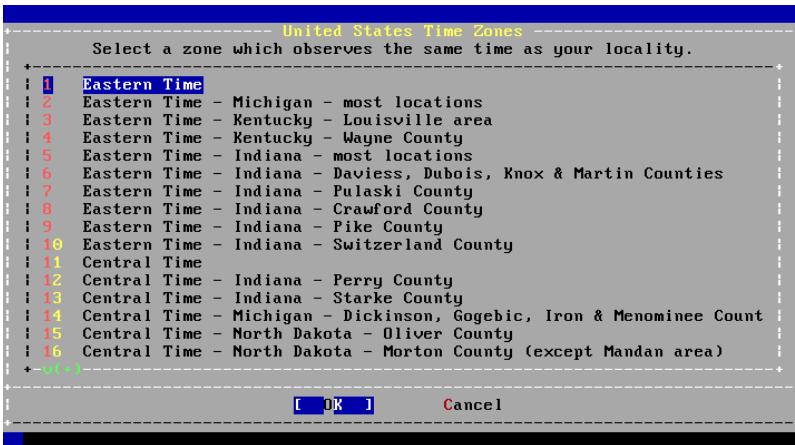 United States Time Zones
Select a zone which observes the same time as your locality.
1 Eastern Time
2 Eastern Time - Michigan - most locations
3 Eastern Time - Kentucky - Louisville area
4 Eastern Time - Kentucky - Wayne County
5 Eastern Time - Indiana - most locations
6 Eastern Time - Indiana - Daviess, Dubois, Knox & Martin Counties
7 Eastern Time - Indiana - Pulaski County
8 Eastern Time - Indiana - Crawford County
9 Eastern Time - Indiana - Pike County
10 Eastern Time - Indiana - Switzerland County
11 Central Time
12 Central Time - Indiana - Perry County
13 Central Time - Indiana - Starke County
14 Central Time - Michigan - Dickinson, Gogebic, Iron & Menominee Count
15 Central Time - North Dakota - Oliver County
16 Central Time - North Dakota - Morton County (except Mandan area)
v(+)
[ OK ] Cancel